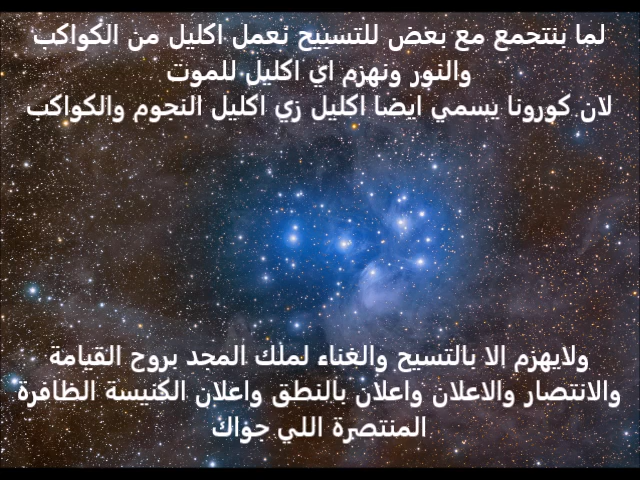 لما بنتجمع مع بعض للتسبيح نعمل اكليل من الكواكب
والنور ونهزم اي اكليل للموت
لان كورونا يسمي ايضا اكليل زي اكليل النجوم والكواكب
ولايهزم الا بالتسبح والغناء لملك المجد بروح القيامة
والانتصار والاعلان واعلان بالنطق واعلان الكنيسة الظافرة
المنتصرة اللي جواك